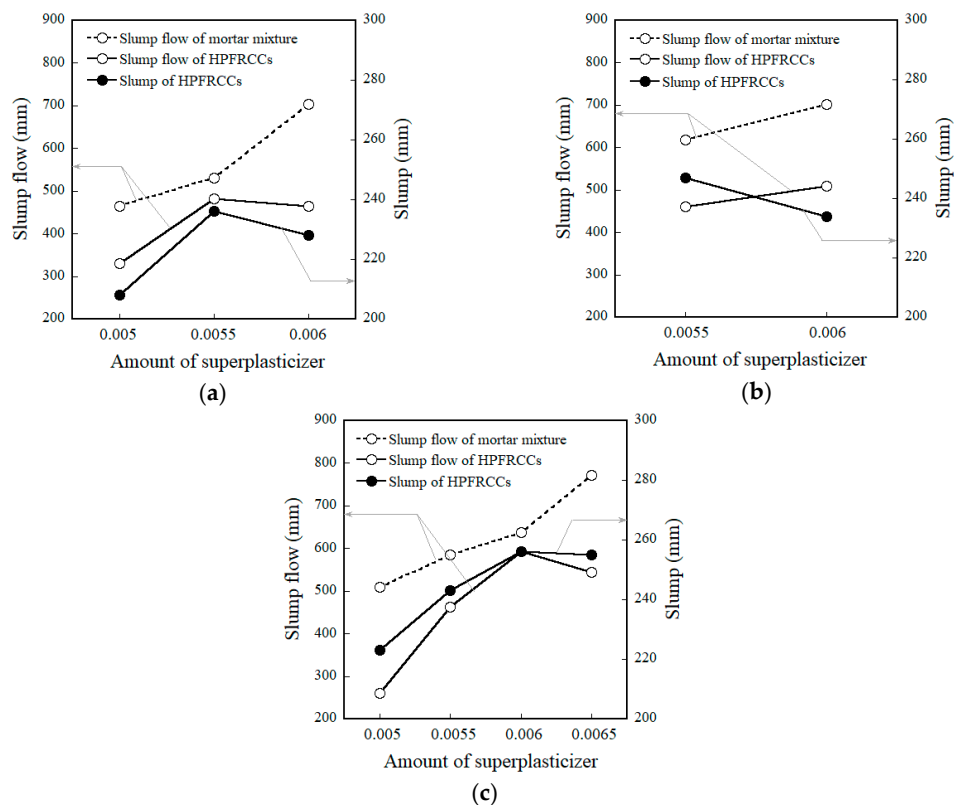 900
800
700
600
500
400
300
200
Slump flow (mm)
Slump flow of mortar mixture
Slump flow of HPFRCCs
Slump of HPFRCCs
300
280
260
240
220
200
Slump (mm)
0.005 0.0055 0.006
Amount of superplasticizer
(a)
900
800
700
600
500
400
300
200
Slump flow (mm)
Slump flow of mortar mixture
Slump flow of HPFRCCs
Slump of HPFRCCs
300
280
260
240
220
200
Slump (mm)
0.0055 0.006
Amount of superplasticizer
(b)
900
800
700
600
500
400
300
200
Slump flow (mm)
Slump flow of mortar mixture
Slump flow of HPFRCCs
Slump of HPFRCCs
300
280
260
240
220
200
Slump (mm)
0.005 0.0055 0.006 0.0065
Amount of superplasticizer
(c)